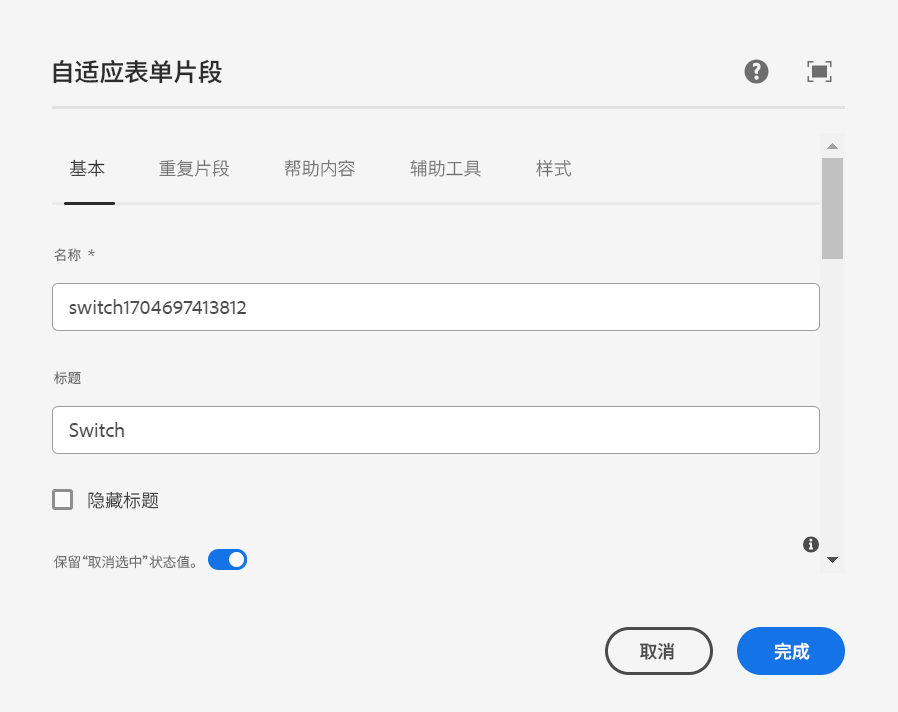 自适应表单片段
基本 重复片段 帮助内容 辅助工具 样式
名称 *
switch1704697413812
标题
Switch
隐藏标题
保留“取消选中”状态值。
取消 完成